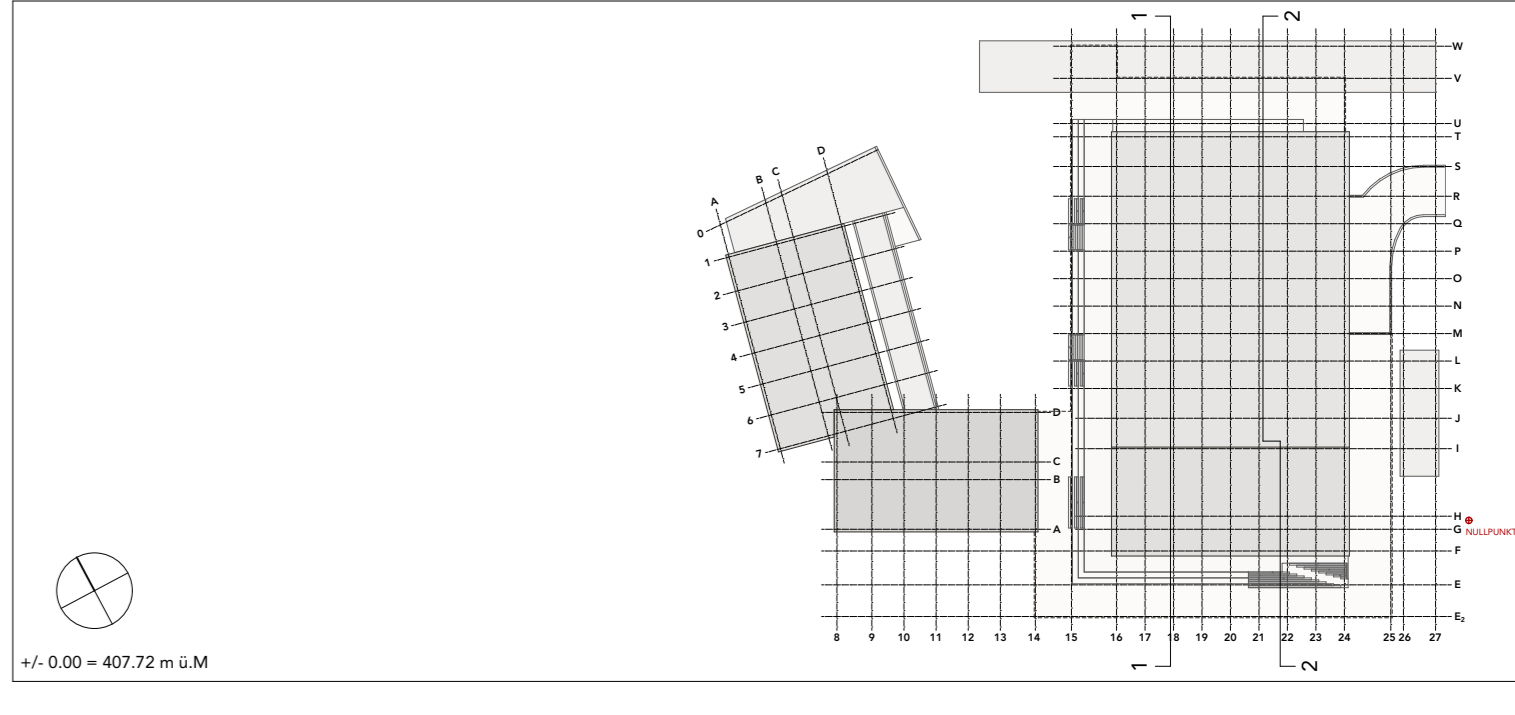 1 2
W
V
U
T
S
R
Q
P
O
N
M
L
K
J
I
H
G NULLPUNKT
F
E
E₂
A B C D
0
1
2
3
4
5
6
7
D
C
B
A
8 9 10 11 12 13 14 15 16 17 18 19 20 21 22 23 24 25 26 27
1 2
+/- 0.00 = 407.72 m ü.M